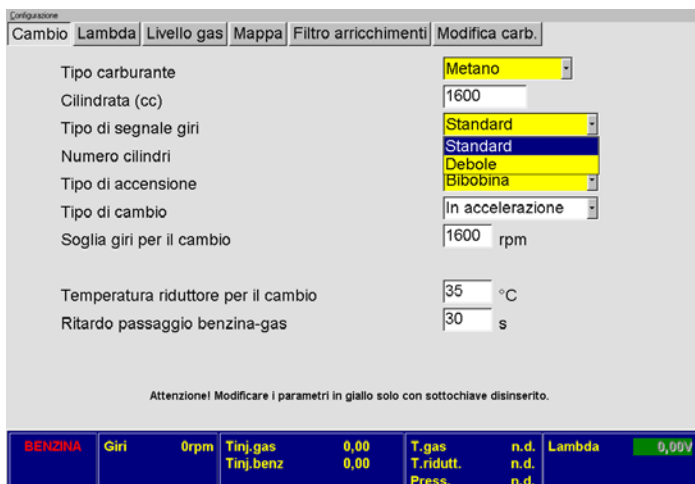 Configurazione
Cambio Lambda Livello gas Mappa Filtro arricchimenti Modifica carb.
Tipo carburante Metano
Cilindrata (cc) 1600
Tipo di segnale giri Standard
Standard
Numero cilindri
Debole
Tipo di accensione Bibobina
Tipo di cambio In accelerazione
Soglia giri per il cambio 1600 rpm
Temperatura riduttore per il cambio 35 °C
Ritardo passaggio benzina-gas 30 s
Attenzione! Modificare i parametri in giallo solo con sottochiave disinserito.
BENZINA Giri 0rpm Tinj.gas 0,00 T.gas n.d. Lambda 0,00V
Tinj.benz 0,00 T.ridutt. n.d.
Press. n.d.